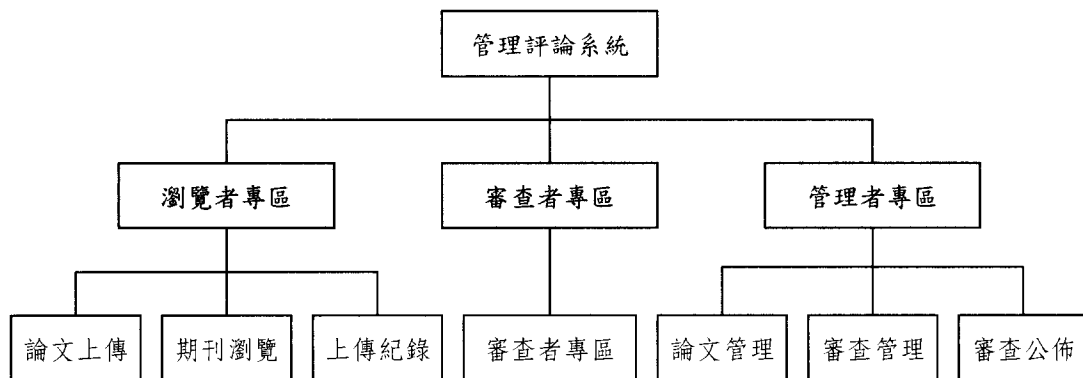 管理評論系統
瀏覽者專區
審查者專區
管理者專區
論文上傳
期刊瀏覽
上傳紀錄
審查者專區
論文管理
審查管理
審查公佈